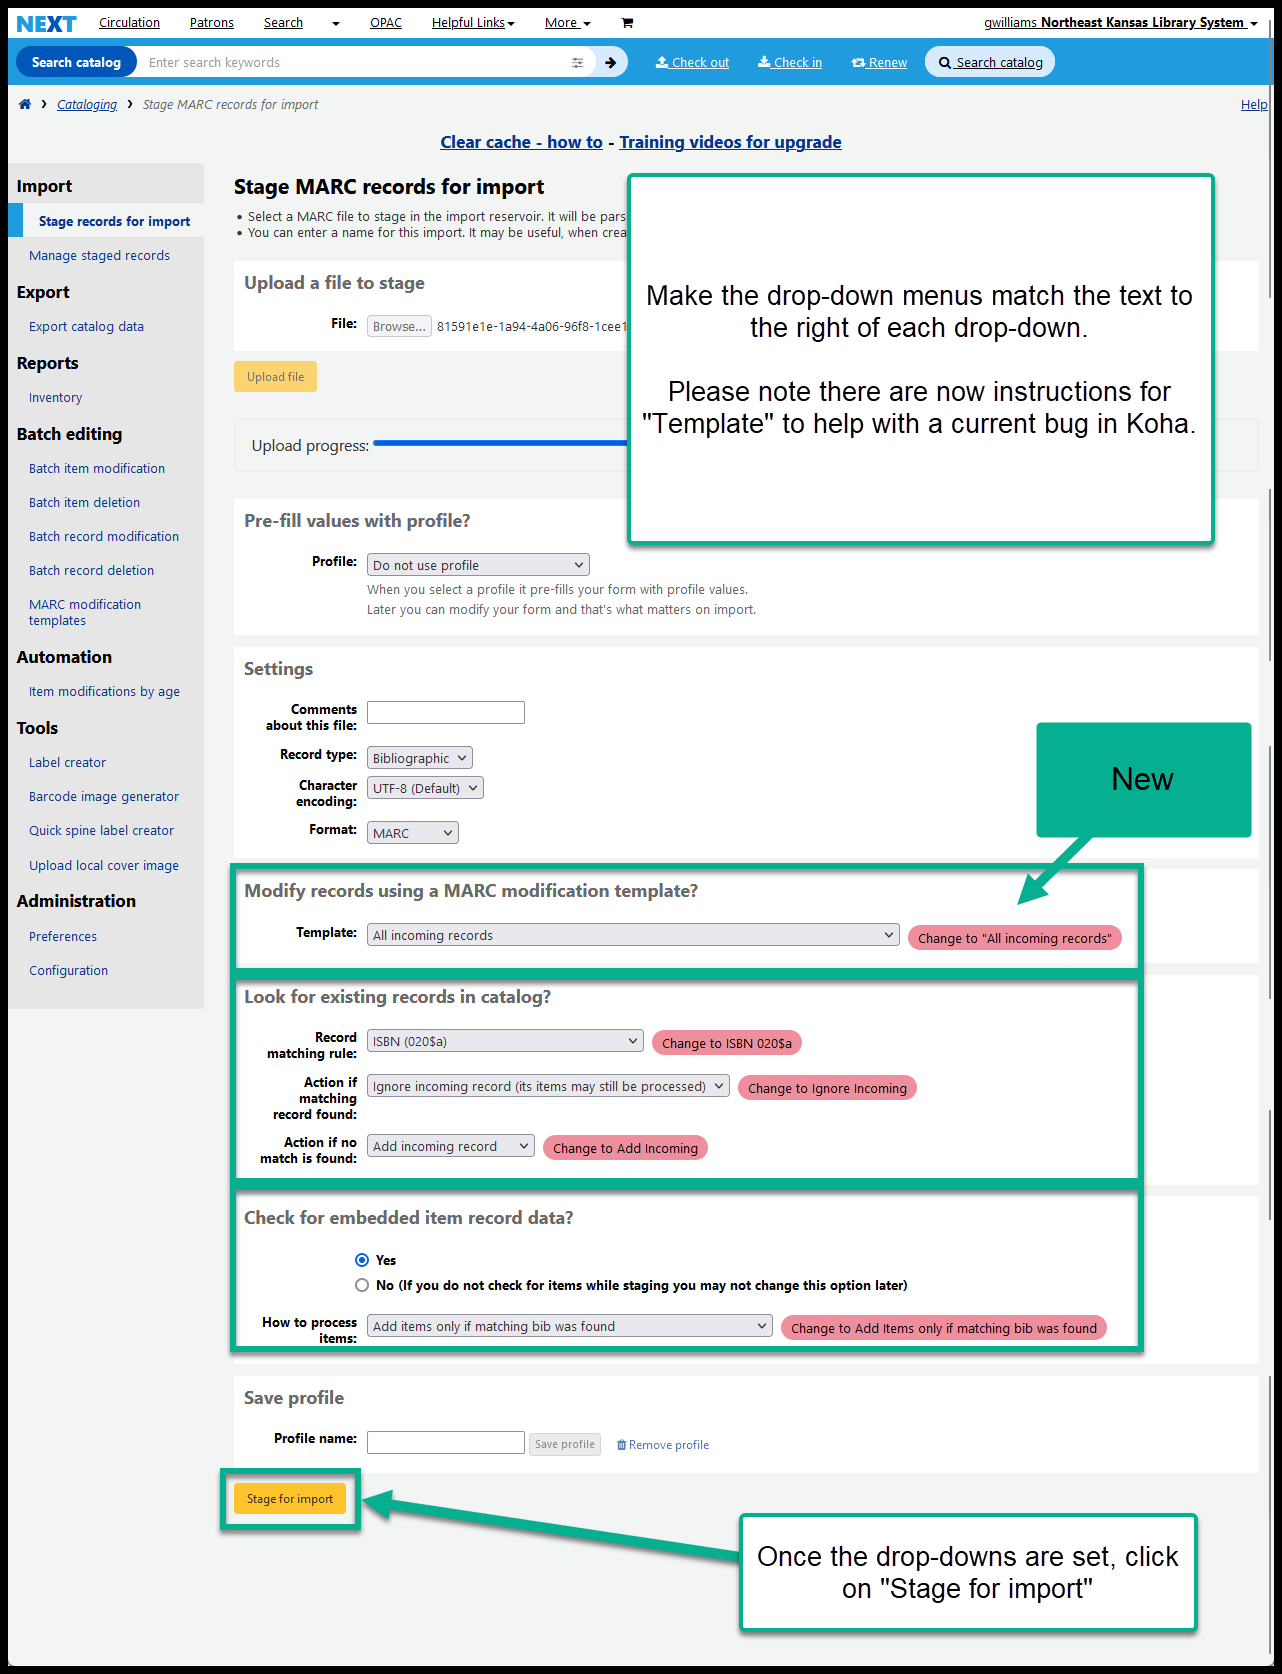 NEXT Circulation Patrons Search OPAC Helpful Links More gwilliams Northeast Kansas Library System
Search catalog Enter search keywords Check out Check in Renew Search catalog
Cataloging Stage MARC records for import Help
Clear cache - how to - Training videos for upgrade
Import
Stage records for import
Manage staged records
Export
Export catalog data
Reports
Inventory
Batch editing
Batch item modification
Batch item deletion
Batch record modification
Batch record deletion
MARC modification
templates
Automation
Item modifications by age
Tools
Label creator
Barcode image generator
Quick spine label creator
Upload local cover image
Administration
Preferences
Configuration
Stage MARC records for import
• Select a MARC file to stage in the import reservoir. It will be pars
• You can enter a name for this import. It may be useful, when crea
Make the drop-down menus match the text to
the right of each drop-down.
Please note there are now instructions for
"Template" to help with a current bug in Koha.
Upload a file to stage
File: Browse... 81591e1e-1a94-4a06-96f8-1cee1
Upload file
Upload progress:
Pre-fill values with profile?
Profile: Do not use profile
When you select a profile it pre-fills your form with profile values.
Later you can modify your form and that's what matters on import.
Settings
Comments
about this file:
Record type: Bibliographic
Character
encoding: UTF-8 (Default)
Format: MARC
New
Modify records using a MARC modification template?
Template: All incoming records Change to "All incoming records"
Look for existing records in catalog?
Record
matching rule: ISBN (020$a) Change to ISBN 020$a
Action if
matching
record found: Ignore incoming record (its items may still be processed) Change to Ignore Incoming
Action if no
match is found: Add incoming record Change to Add Incoming
Check for embedded item record data?
Yes
No (If you do not check for items while staging you may not change this option later)
How to process
items: Add items only if matching bib was found Change to Add Items only if matching bib was found
Save profile
Profile name: Save profile Remove profile
Stage for import
Once the drop-downs are set, click
on "Stage for import"